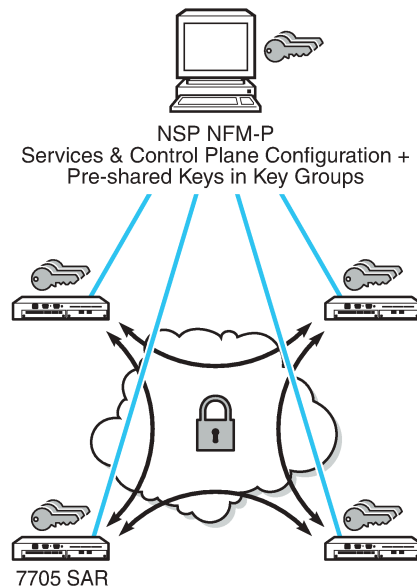 NSP NFM-P
Services & Control Plane Configuration +
Pre-shared Keys in Key Groups
7705 SAR